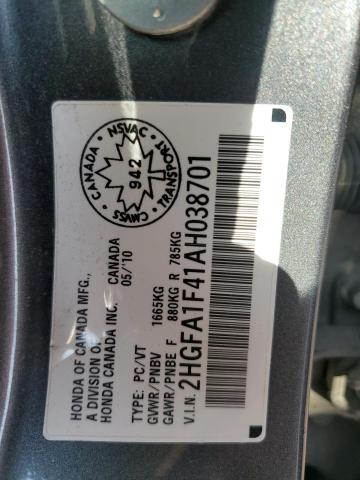 HONDA OF CANADA MFG.,
A DIVISION O.
HONDA CANADA INC. CANADA
05/'10
TYPE: PC/VT
GVWR/PNBV 1665KG
GAWR/PNBE F 880KG R 785KG
V.I.N. 2HGFA1F41AH038701
CANADA · NSVAC · TRANSPORT · CMVSS
942